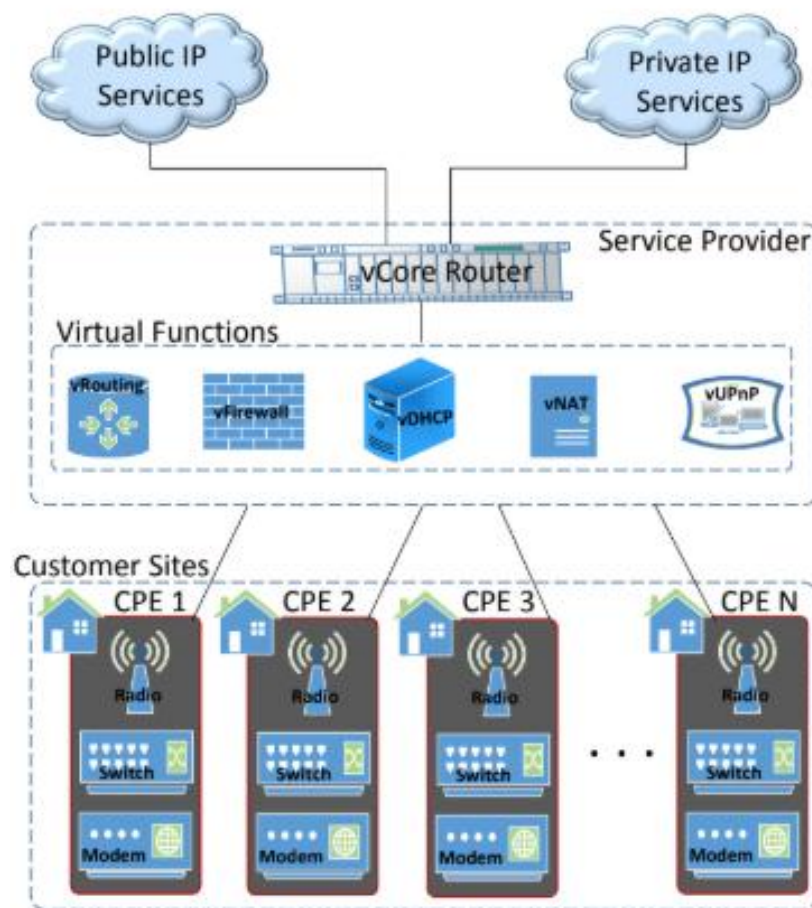 Public IP
Services
Private IP
Services
Service Provider
vCore Router
Virtual Functions
vRouting
vFirewall
vDHCP
vNAT
vUPnP
Customer Sites
CPE 1
CPE 2
CPE 3
CPE N
Radio
Radio
Radio
Radio
Switch
Switch
Switch
. . .
Switch
Modem
Modem
Modem
Modem